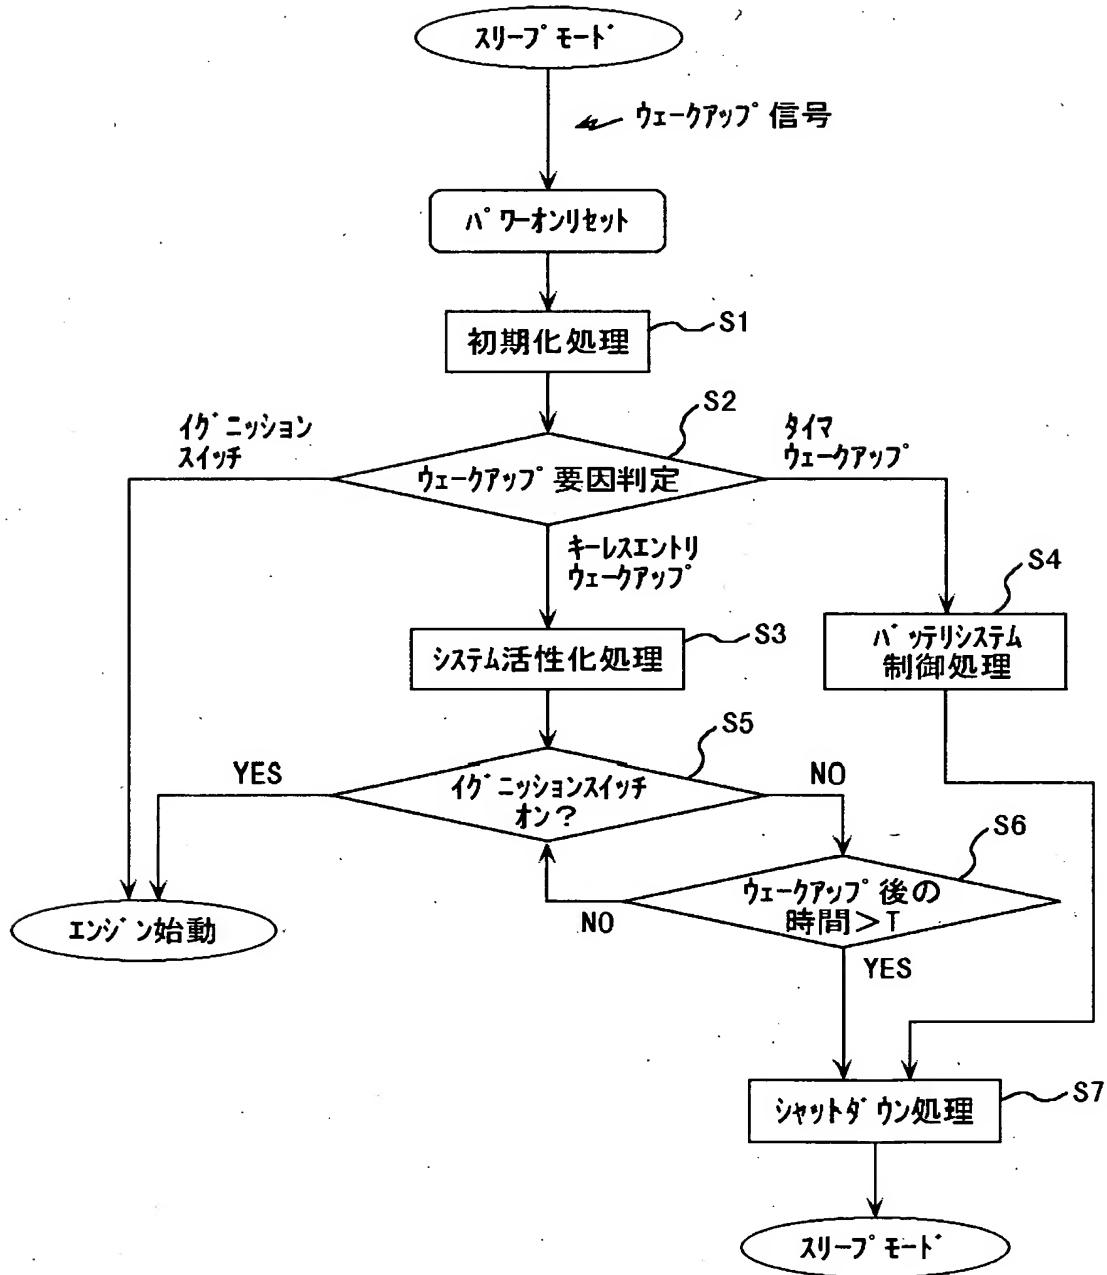 スリープモード
ウェークアップ信号
パワーオンリセット
初期化処理
S1
S2
イグニッション
スイッチ
タイマ
ウェークアップ
ウェークアップ要因判定
キーレスエントリ
ウェークアップ
S4
システム活性化処理
S3
バッテリシステム
制御処理
S5
YES
イグニッションスイッチ
オン?
NO
S6
ウェークアップ後の
時間>T
NO
エンジン始動
YES
シャットダウン処理
S7
スリープモード